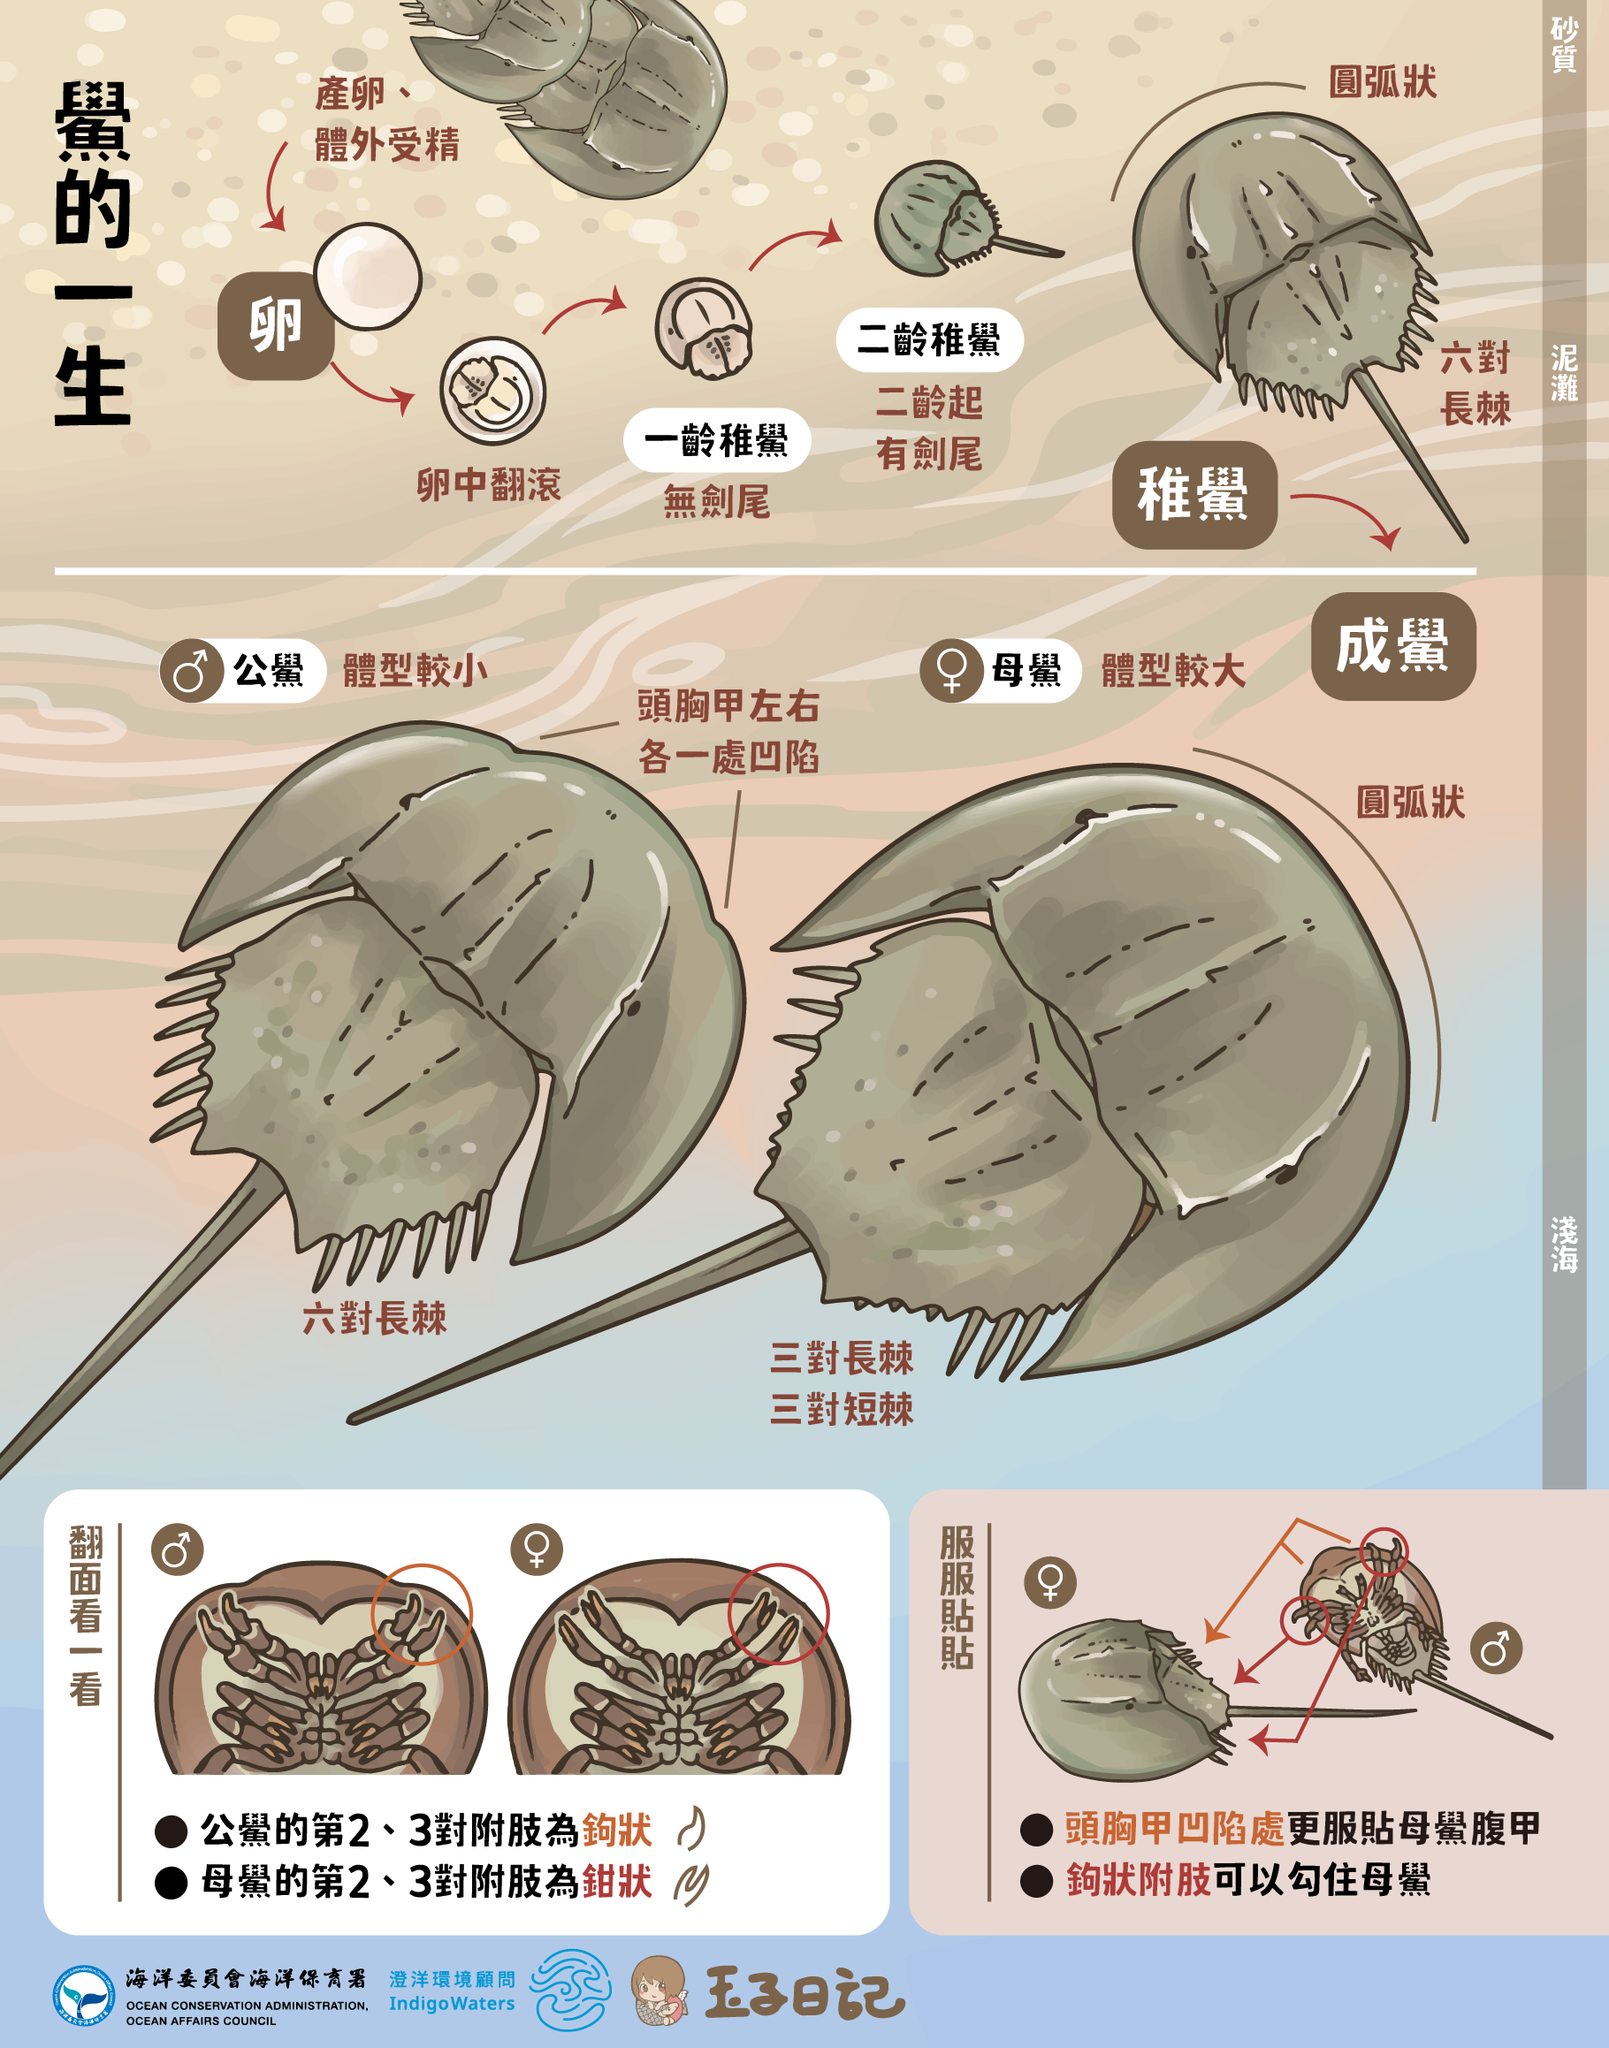 鱟的一生
產卵、
體外受精
卵
卵中翻滾
一齡稚鱟
無劍尾
二齡稚鱟
二齡起
有劍尾
圓弧狀
六對
長棘
稚鱟
砂質
泥灘
淺海
成鱟
♂ 公鱟 體型較小
頭胸甲左右
各一處凹陷
六對長棘
♀ 母鱟 體型較大
圓弧狀
三對長棘
三對短棘
翻面看一看
♂
♀
● 公鱟的第2、3對附肢為鉤狀
● 母鱟的第2、3對附肢為鉗狀
服服貼貼
♀
♂
● 頭胸甲凹陷處更服貼母鱟腹甲
● 鉤狀附肢可以勾住母鱟
海洋委員會海洋保育署
OCEAN CONSERVATION ADMINISTRATION,
OCEAN AFFAIRS COUNCIL
澄洋環境顧問
IndigoWaters
玉子日記